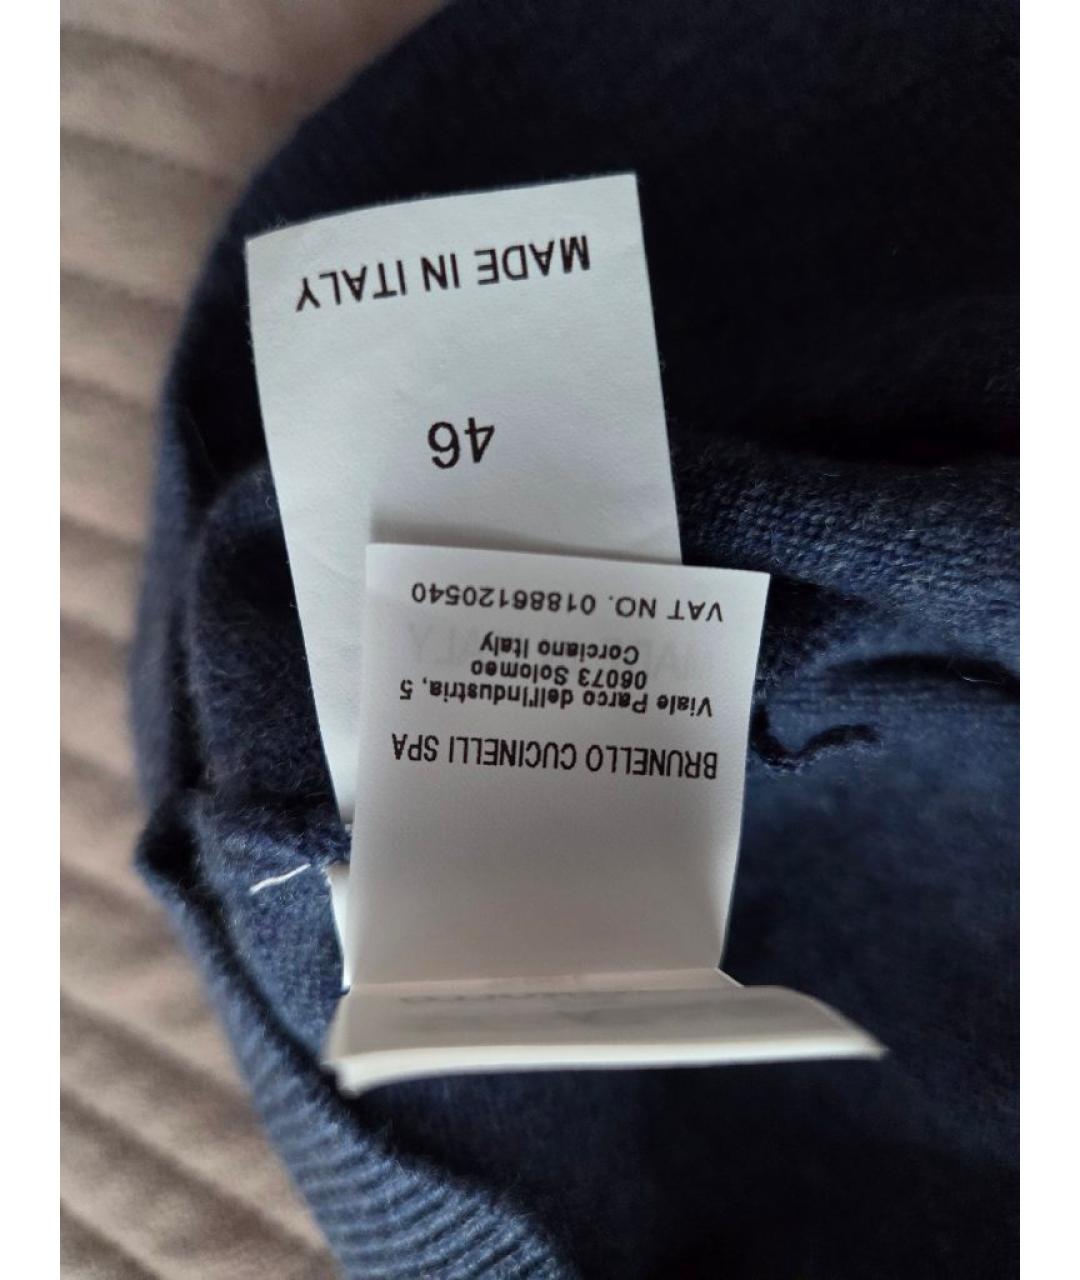 BRUNELLO CUCINELLI SPA
Viale Parco dell'Industria, 5
06073 Solomeo
Corciano Italy
VAT NO. 01886120540
46
MADE IN ITALY